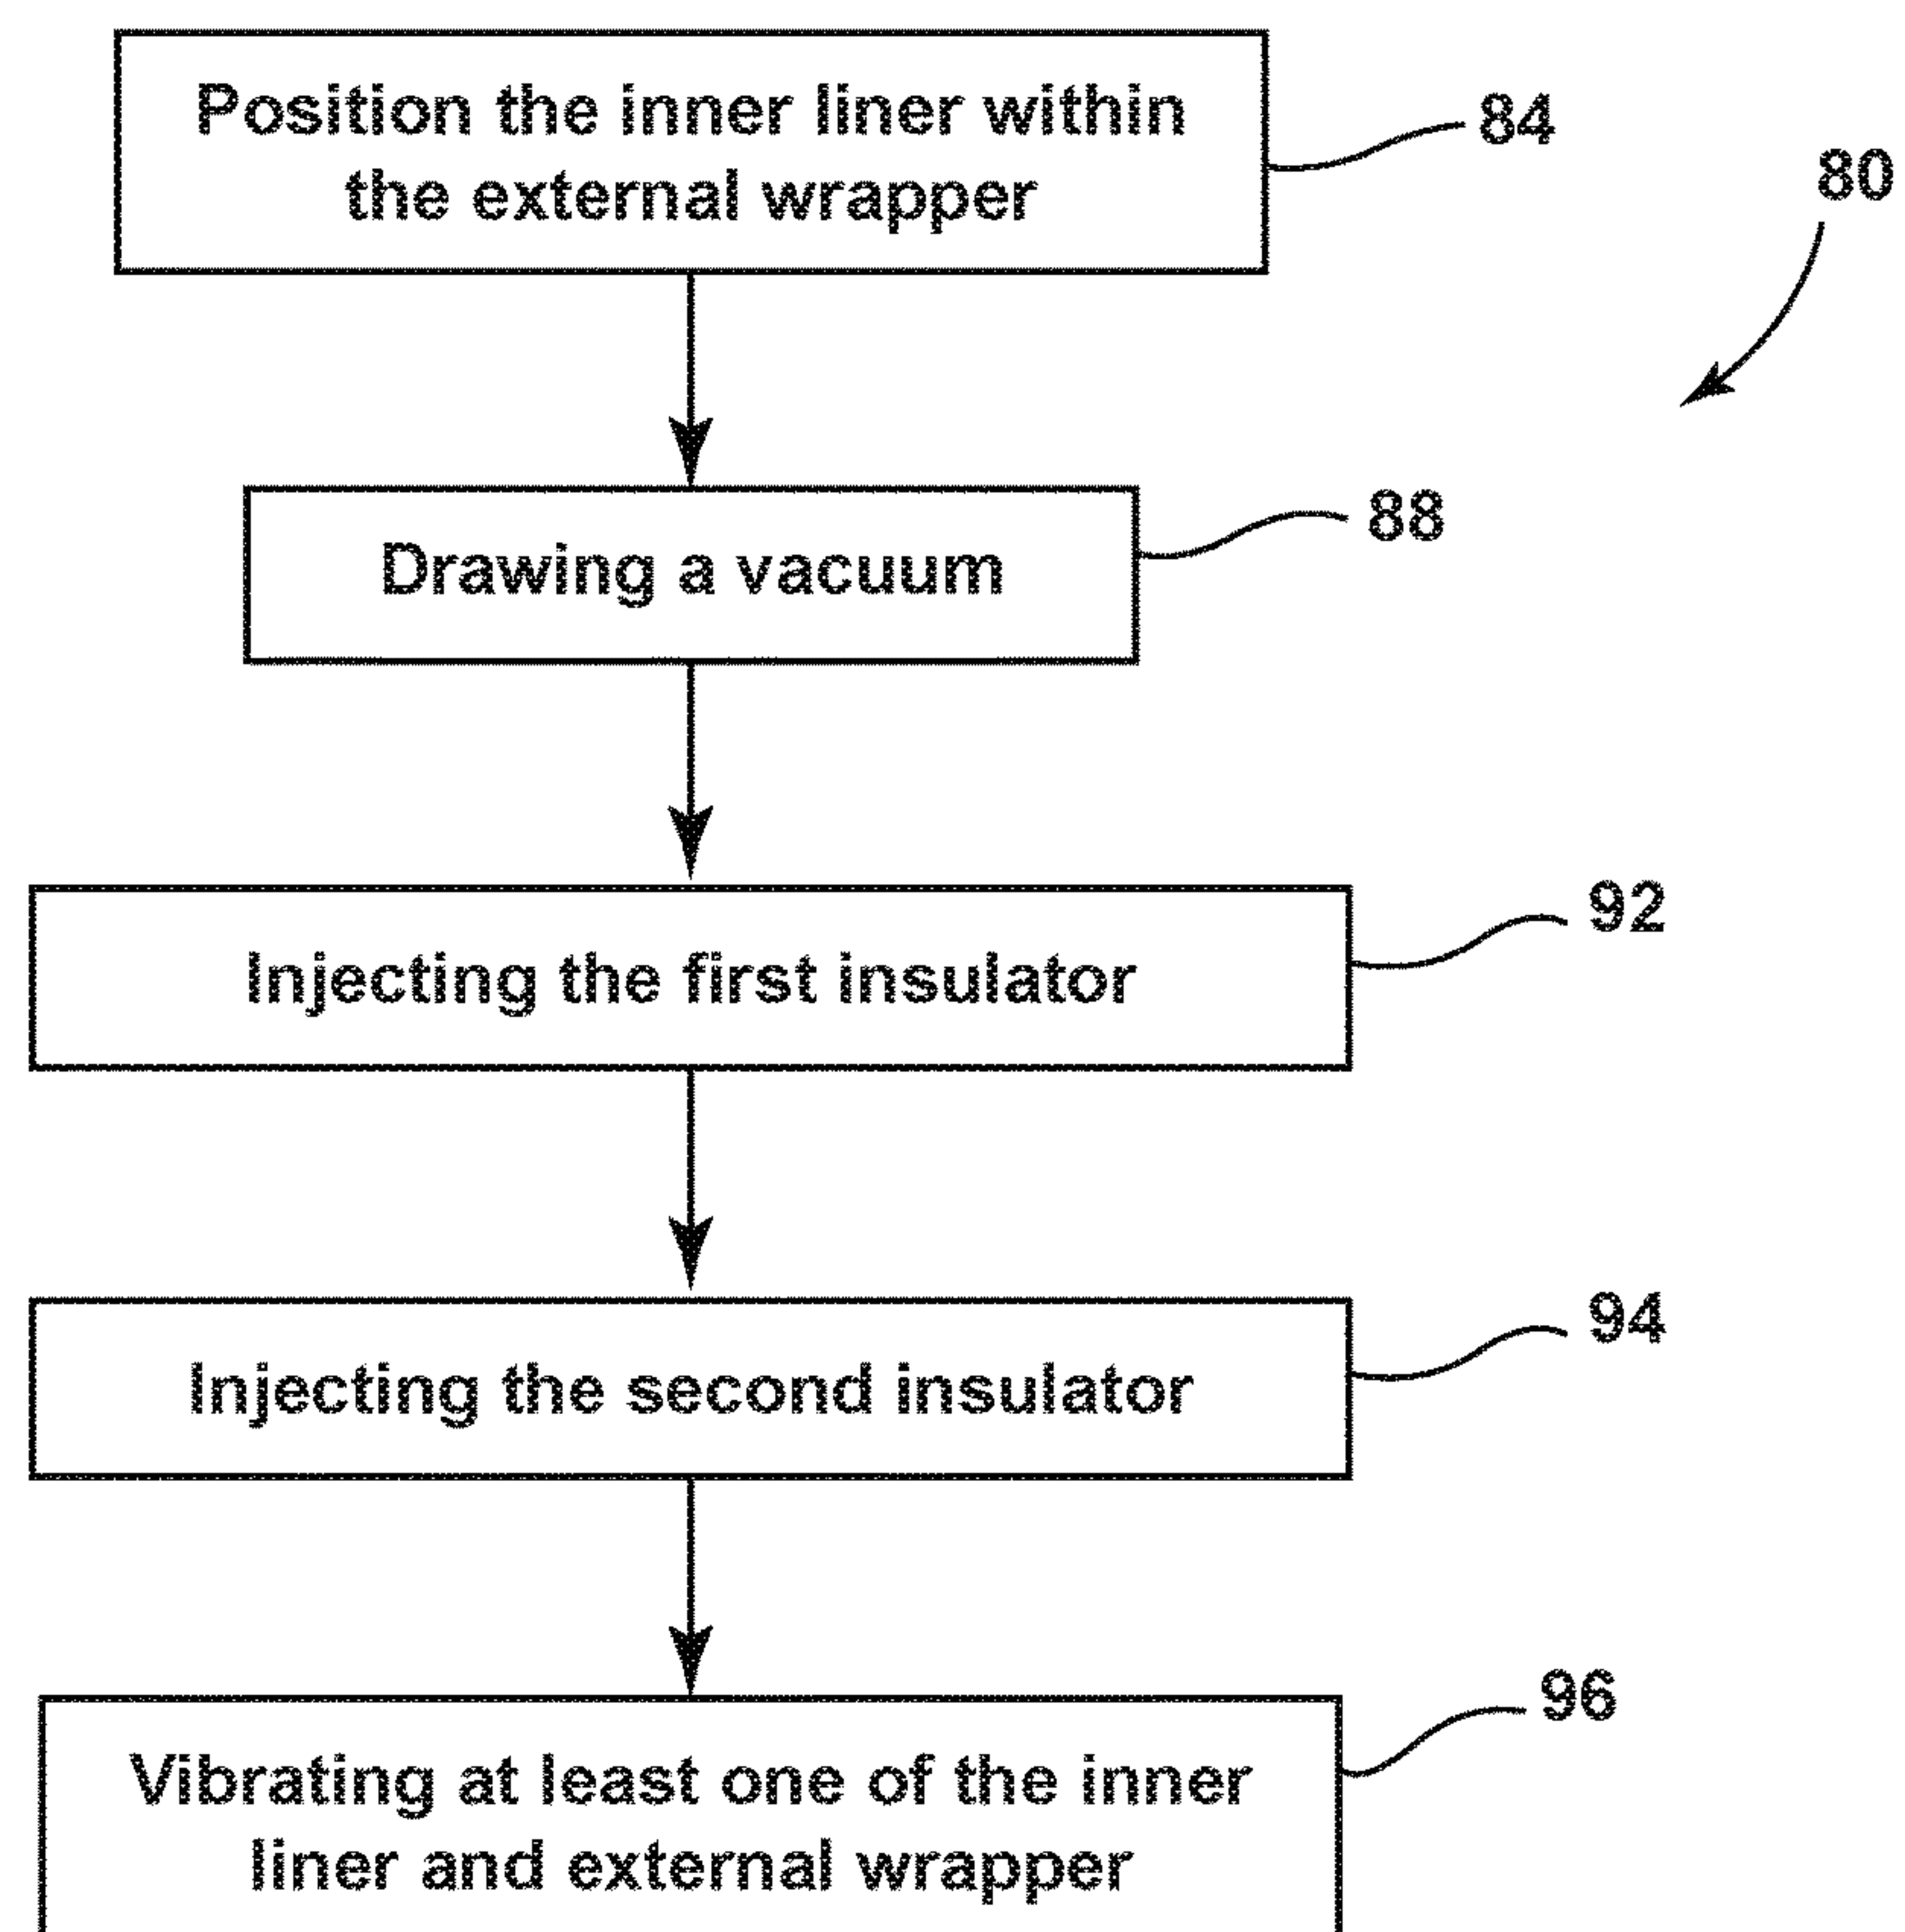 Position the inner liner within
the external wrapper
84
80
Drawing a vacuum
88
Injecting the first insulator
92
Injecting the second insulator
94
Vibrating at least one of the inner
liner and external wrapper
96